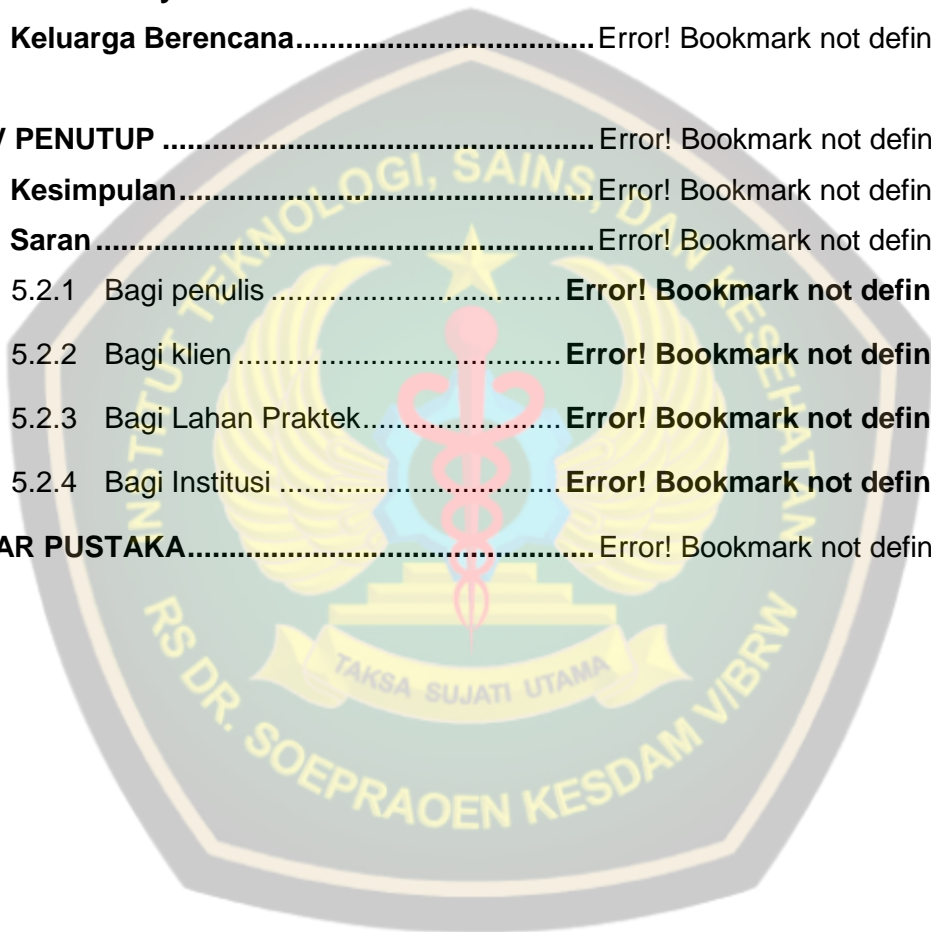 Keluarga Berencana....................................Error! Bookmark not defin
V PENUTUP ....................................................Error! Bookmark not defin
Kesimpulan..................................................Error! Bookmark not defin
Saran............................................................Error! Bookmark not defin
5.2.1 Bagi penulis ...................................Error! Bookmark not defin
5.2.2 Bagi klien .......................................Error! Bookmark not defin
5.2.3 Bagi Lahan Praktek........................Error! Bookmark not defin
5.2.4 Bagi Institusi ..................................Error! Bookmark not defin
AR PUSTAKA.................................................Error! Bookmark not defin
INSTITUT TEKNOLOGI, SAINS, DAN KESEHATAN
TAKSA SUJATI UTAMA
RS DR. SOEPRAOEN KESDAM V/BRW